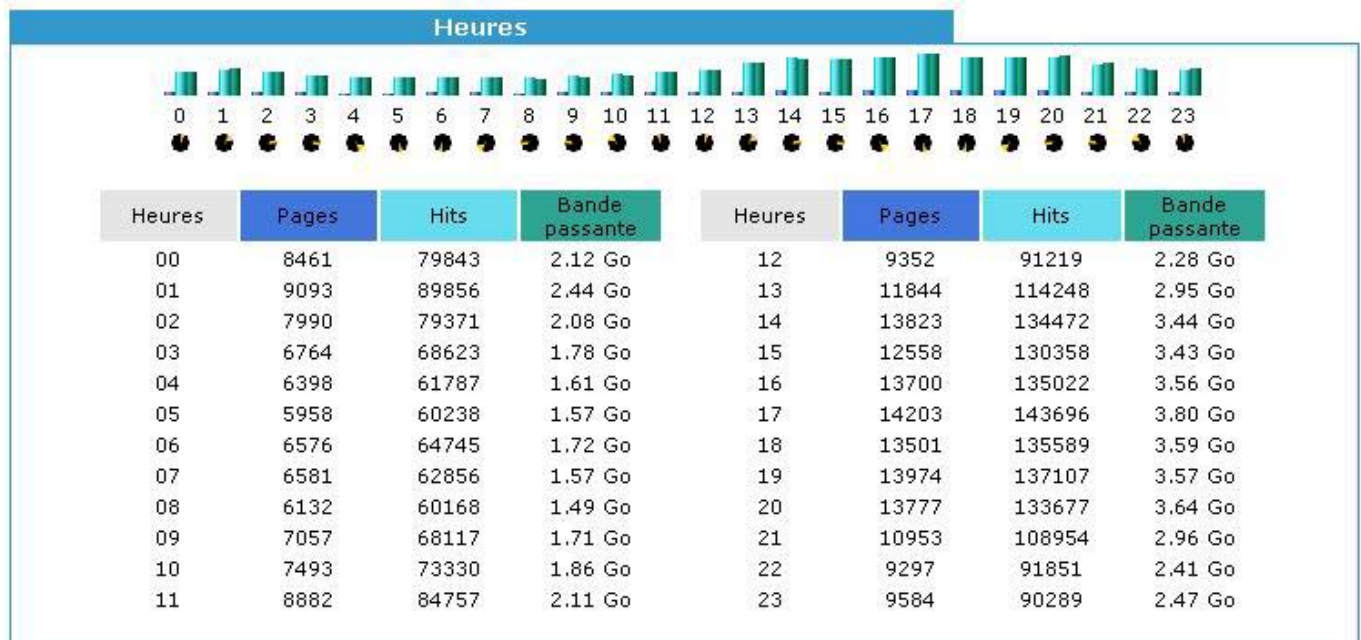 Heures
0 1 2 3 4 5 6 7 8 9 10 11 12 13 14 15 16 17 18 19 20 21 22 23
Heures Pages Hits Bande passante Heures Pages Hits Bande passante
00 8461 79843 2.12 Go 12 9352 91219 2.28 Go
01 9093 89856 2.44 Go 13 11844 114248 2.95 Go
02 7990 79371 2.08 Go 14 13823 134472 3.44 Go
03 6764 68623 1.78 Go 15 12558 130358 3.43 Go
04 6398 61787 1.61 Go 16 13700 135022 3.56 Go
05 5958 60238 1.57 Go 17 14203 143696 3.80 Go
06 6576 64745 1.72 Go 18 13501 135589 3.59 Go
07 6581 62856 1.57 Go 19 13974 137107 3.57 Go
08 6132 60168 1.49 Go 20 13777 133677 3.64 Go
09 7057 68117 1.71 Go 21 10953 108954 2.96 Go
10 7493 73330 1.86 Go 22 9297 91851 2.41 Go
11 8882 84757 2.11 Go 23 9584 90289 2.47 Go